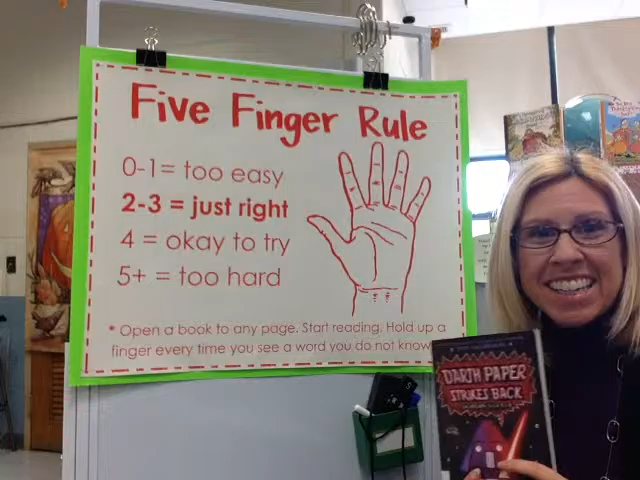 Five Finger Rule
0-1= too easy
2-3 = just right
4 = okay to try
5+ = too hard
* Open a book to any page. Start reading. Hold up a
finger every time you see a word you do not know.
DARTH PAPER
STRIKES BACK